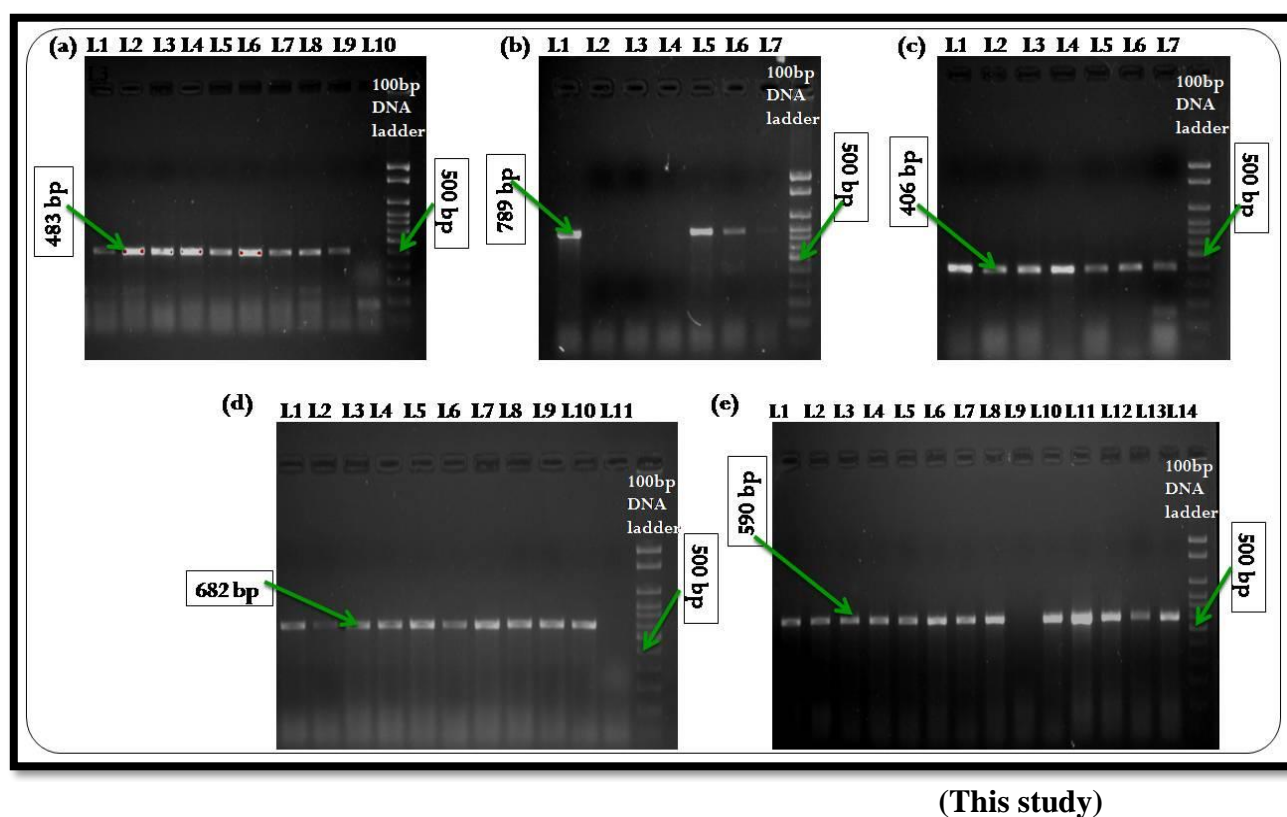 (a) L1 L2 L3 L4 L5 L6 L7 L8 L9 L10
L3
100bp
DNA
ladder
483 bp
500 bp
(b) L1 L2 L3 L4 L5 L6 L7
100bp
DNA
ladder
789 bp
500 bp
(c) L1 L2 L3 L4 L5 L6 L7
100bp
DNA
ladder
406 bp
500 bp
(d) L1 L2 L3 L4 L5 L6 L7 L8 L9 L10 L11
100bp
DNA
ladder
682 bp
500 bp
(e) L1 L2 L3 L4 L5 L6 L7 L8 L9 L10 L11 L12 L13 L14
100bp
DNA
ladder
590 bp
500 bp
(This study)